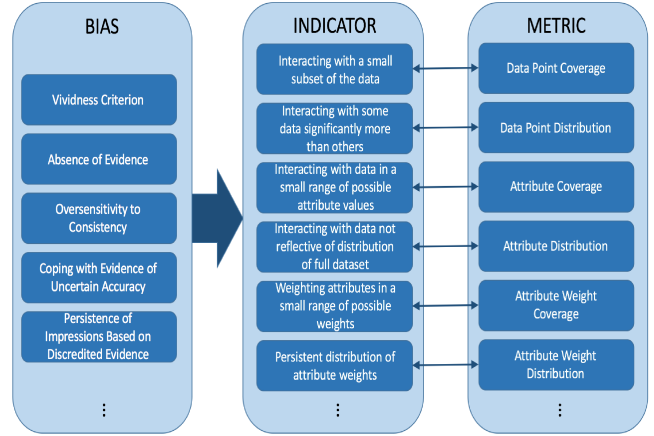 BIAS
Vividness Criterion
Absence of Evidence
Oversensitivity to
Consistency
Coping with Evidence of
Uncertain Accuracy
Persistence of
Impressions Based on
Discredited Evidence
⋮
INDICATOR
Interacting with a small
subset of the data
Interacting with some
data significantly more
than others
Interacting with data in a
small range of possible
attribute values
Interacting with data not
reflective of distribution
of full dataset
Weighting attributes in a
small range of possible
weights
Persistent distribution of
attribute weights
⋮
METRIC
Data Point Coverage
Data Point Distribution
Attribute Coverage
Attribute Distribution
Attribute Weight
Coverage
Attribute Weight
Distribution
⋮